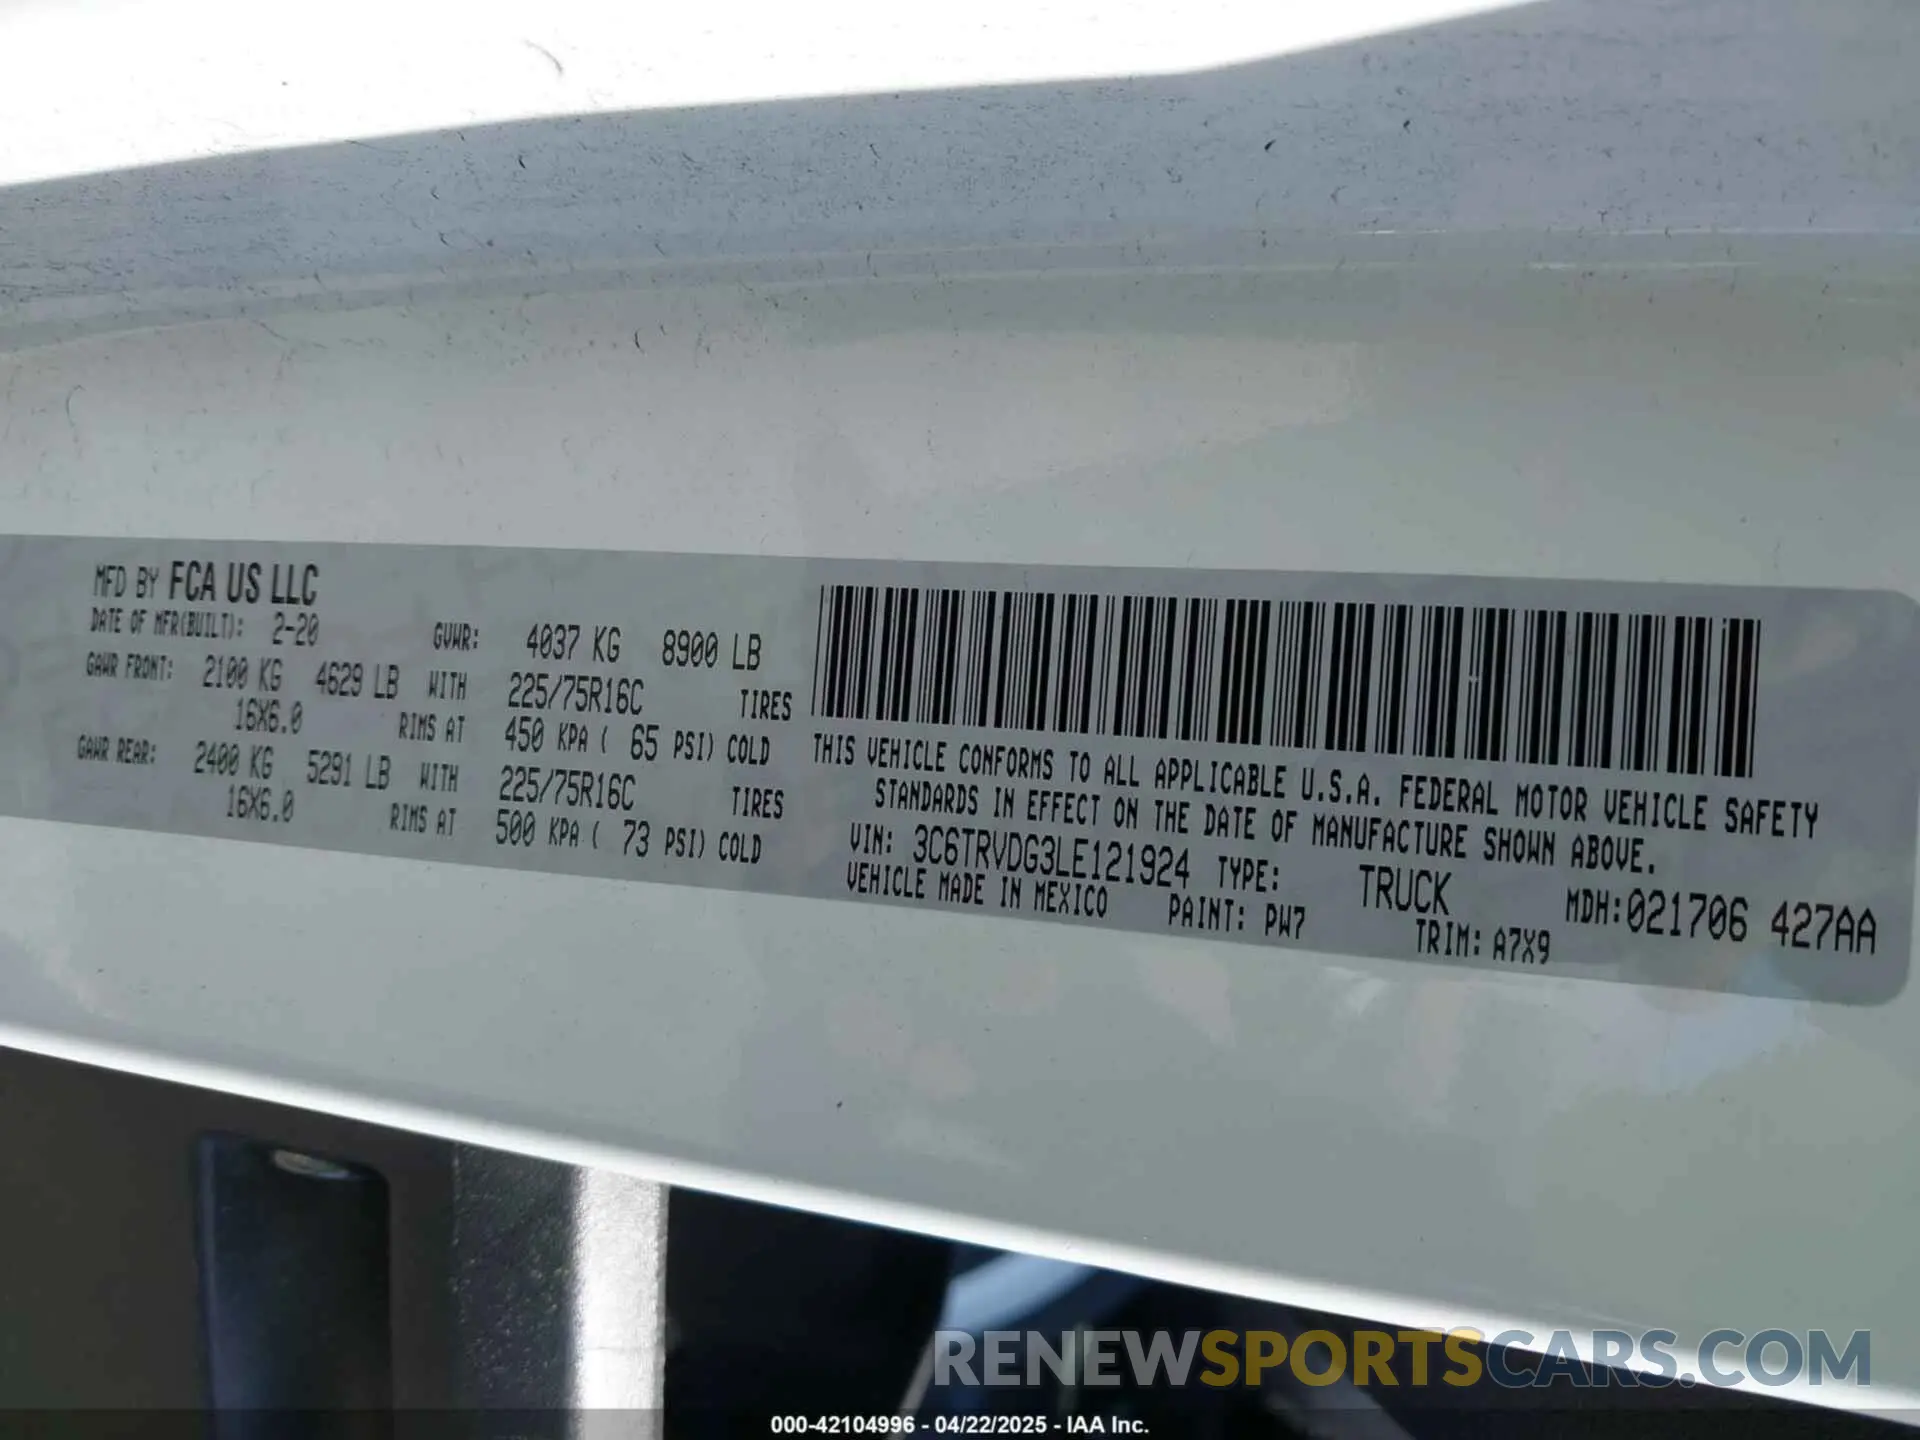 MFD BY FCA US LLC
DATE OF MFR(BUILT): 2-20 GVWR: 4037 KG 8900 LB
GAWR FRONT: 2100 KG 4629 LB WITH 225/75R16C TIRES
16X6.0 RIMS AT 450 KPA ( 65 PSI) COLD
GAWR REAR: 2400 KG 5291 LB WITH 225/75R16C TIRES
16X6.0 RIMS AT 500 KPA ( 73 PSI) COLD
THIS VEHICLE CONFORMS TO ALL APPLICABLE U.S.A. FEDERAL MOTOR VEHICLE SAFETY
STANDARDS IN EFFECT ON THE DATE OF MANUFACTURE SHOWN ABOVE.
VIN: 3C6TRVDG3LE121924 TYPE: TRUCK MDH:021706 427AA
VEHICLE MADE IN MEXICO PAINT: PW7 TRIM: A7X9
RENEWSPORTSCARS.COM
000-42104996 - 04/22/2025 - IAA Inc.